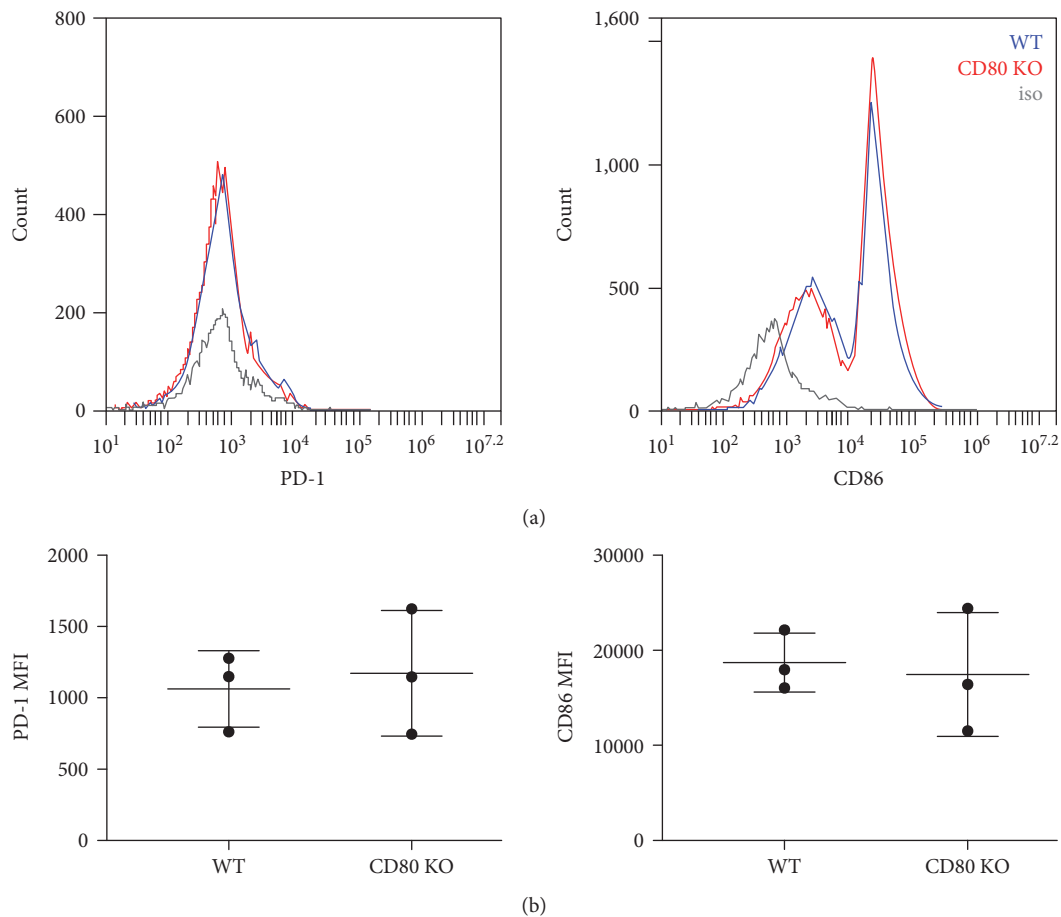 800
600
400
200
0
Count
10^1 10^2 10^3 10^4 10^5 10^6 10^7.2
PD-1
1,600
1,000
500
0
Count
WT
CD80 KO
iso
10^1 10^2 10^3 10^4 10^5 10^6 10^7.2
CD86
(a)
2000
1500
1000
500
0
PD-1 MFI
WT CD80 KO
30000
20000
10000
0
CD86 MFI
WT CD80 KO
(b)